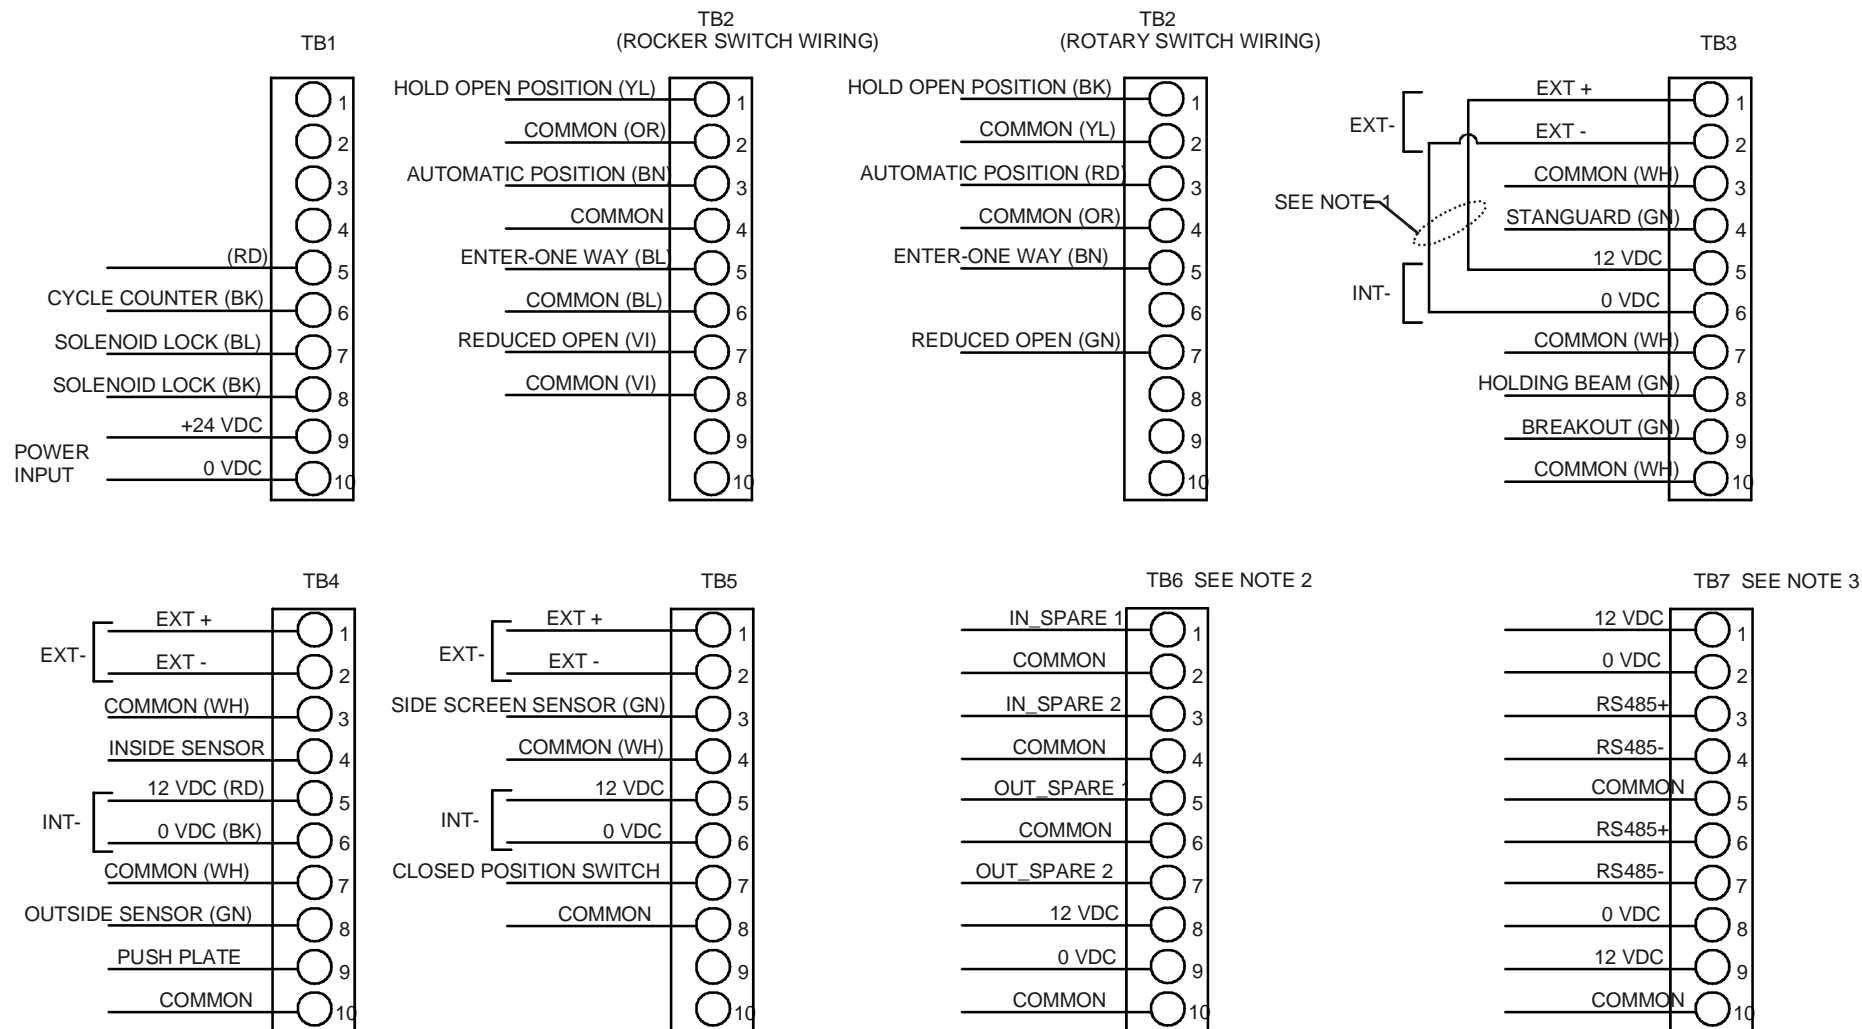 TB1
1
2
3
4
(RD) 5
CYCLE COUNTER (BK) 6
SOLENOID LOCK (BL) 7
SOLENOID LOCK (BK) 8
+24 VDC 9
0 VDC 10
POWER
INPUT
TB2
(ROCKER SWITCH WIRING)
HOLD OPEN POSITION (YL) 1
COMMON (OR) 2
AUTOMATIC POSITION (BN) 3
COMMON 4
ENTER-ONE WAY (BL) 5
COMMON (BL) 6
REDUCED OPEN (VI) 7
COMMON (VI) 8
9
10
TB2
(ROTARY SWITCH WIRING)
HOLD OPEN POSITION (BK) 1
COMMON (YL) 2
AUTOMATIC POSITION (RD) 3
COMMON (OR) 4
ENTER-ONE WAY (BN) 5
6
REDUCED OPEN (GN) 7
8
9
10
TB3
EXT-
SEE NOTE 1
INT-
EXT + 1
EXT - 2
COMMON (WH) 3
STANGUARD (GN) 4
12 VDC 5
0 VDC 6
COMMON (WH) 7
HOLDING BEAM (GN) 8
BREAKOUT (GN) 9
COMMON (WH) 10
TB4
EXT-
INT-
EXT + 1
EXT - 2
COMMON (WH) 3
INSIDE SENSOR 4
12 VDC (RD) 5
0 VDC (BK) 6
COMMON (WH) 7
OUTSIDE SENSOR (GN) 8
PUSH PLATE 9
COMMON 10
TB5
EXT-
INT-
EXT + 1
EXT - 2
SIDE SCREEN SENSOR (GN) 3
COMMON (WH) 4
12 VDC 5
0 VDC 6
CLOSED POSITION SWITCH 7
COMMON 8
9
10
TB6 SEE NOTE 2
IN_SPARE 1 1
COMMON 2
IN_SPARE 2 3
COMMON 4
OUT_SPARE 1 5
COMMON 6
OUT_SPARE 2 7
12 VDC 8
0 VDC 9
COMMON 10
TB7 SEE NOTE 3
12 VDC 1
0 VDC 2
RS485+ 3
RS485- 4
COMMON 5
RS485+ 6
RS485- 7
0 VDC 8
12 VDC 9
COMMON 10